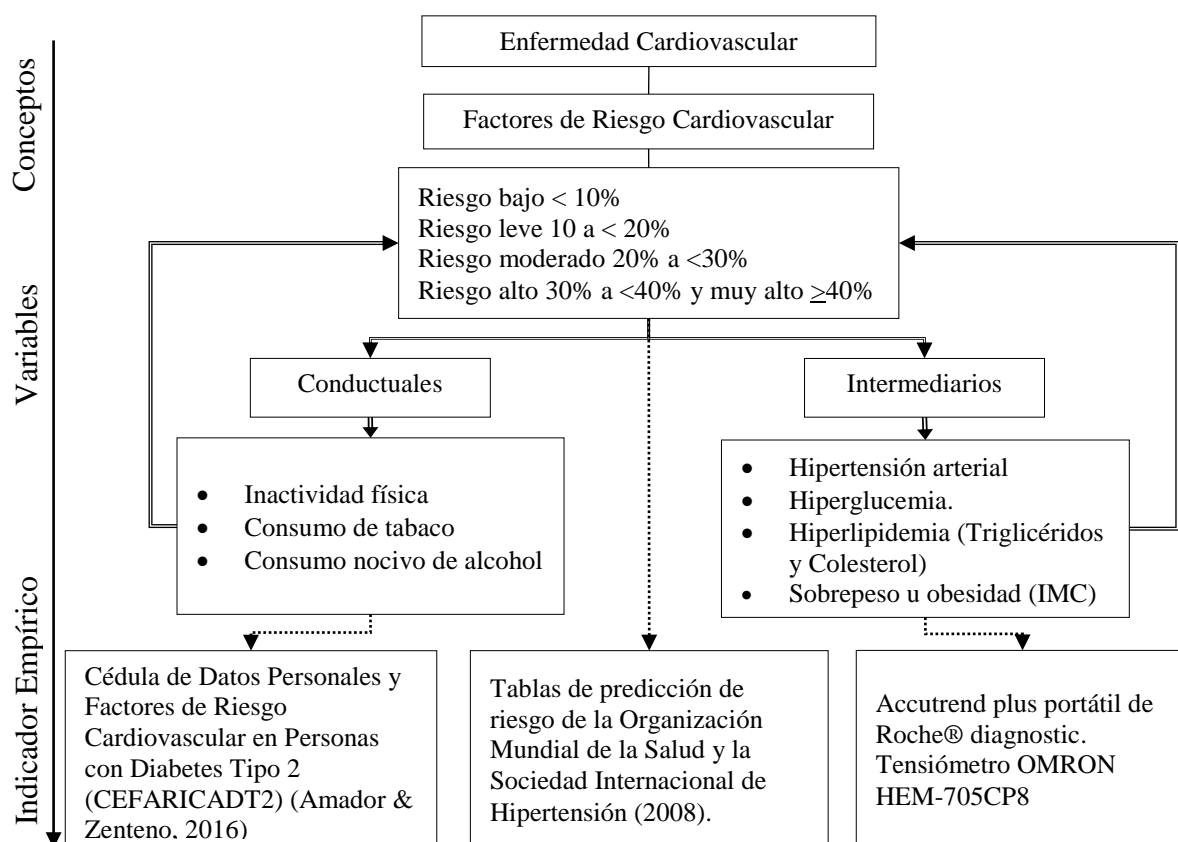 Conceptos
Variables
Indicador Empírico
Enfermedad Cardiovascular
Factores de Riesgo Cardiovascular
Riesgo bajo < 10%
Riesgo leve 10 a < 20%
Riesgo moderado 20% a <30%
Riesgo alto 30% a <40% y muy alto ≥40%
Conductuales
Intermediarios
• Inactividad física
• Consumo de tabaco
• Consumo nocivo de alcohol
• Hipertensión arterial
• Hiperglucemia.
• Hiperlipidemia (Triglicéridos
y Colesterol)
• Sobrepeso u obesidad (IMC)
Cédula de Datos Personales y
Factores de Riesgo
Cardiovascular en Personas
con Diabetes Tipo 2
(CEFARICADT2) (Amador &
Zenteno, 2016)
Tablas de predicción de
riesgo de la Organización
Mundial de la Salud y la
Sociedad Internacional de
Hipertensión (2008).
Accutrend plus portátil de
Roche® diagnostic.
Tensiómetro OMRON
HEM-705CP8